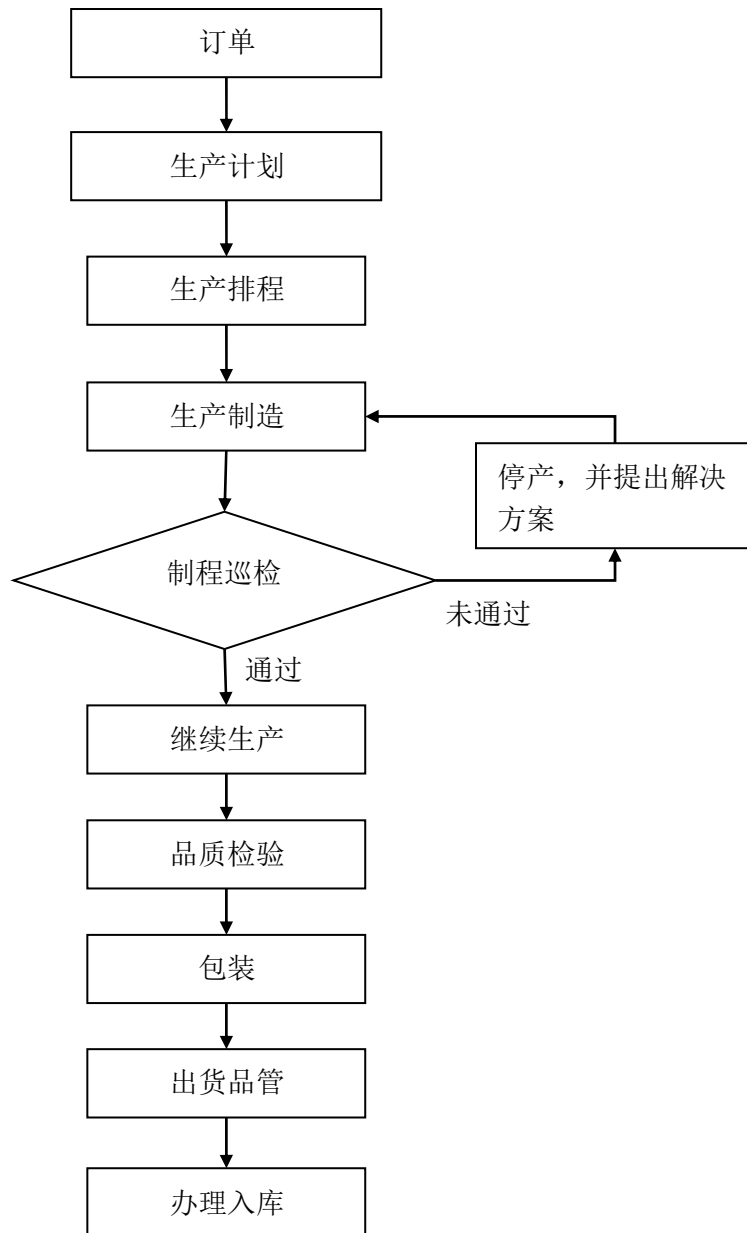 订单
生产计划
生产排程
生产制造
停产，并提出解决
方案
制程巡检
未通过
通过
继续生产
品质检验
包装
出货品管
办理入库